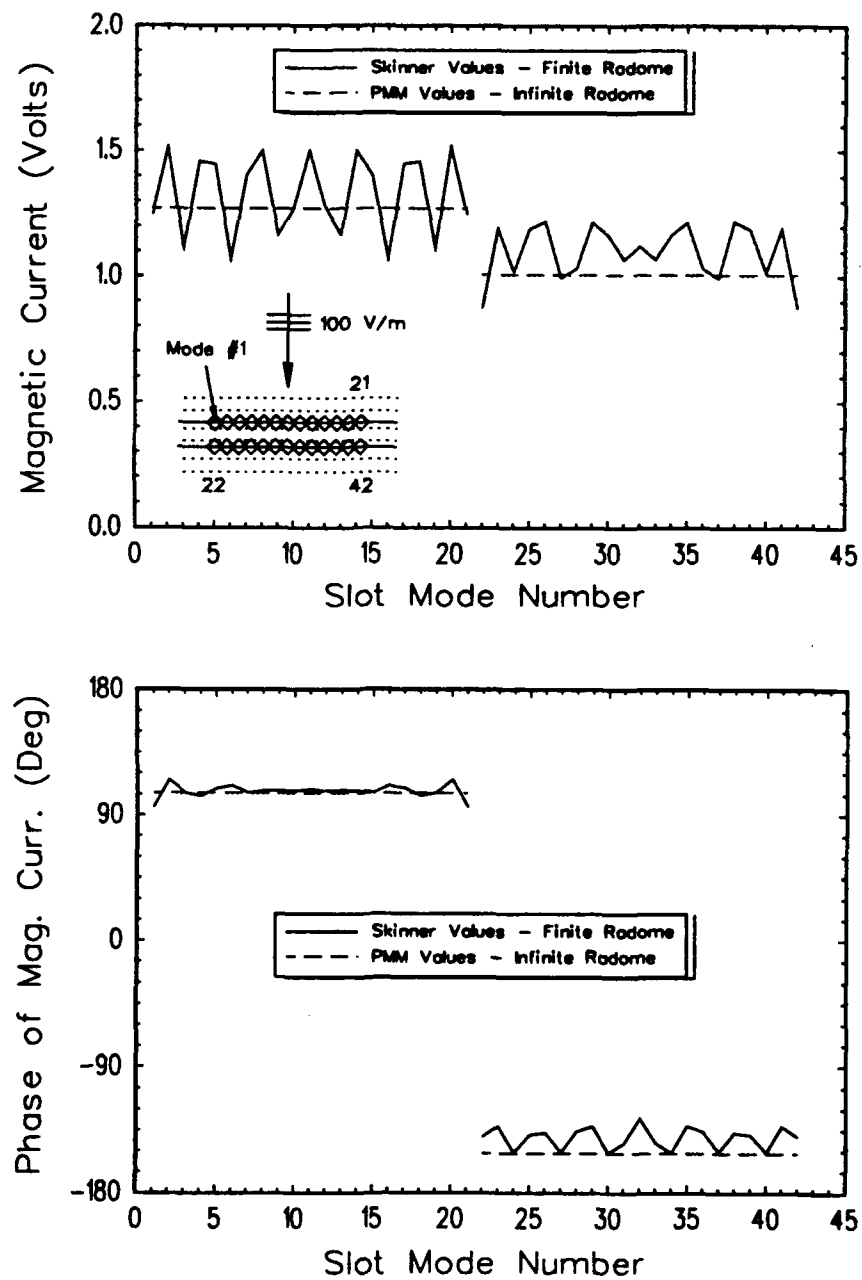 2.0
1.5
1.0
0.5
0.0
Magnetic Current (Volts)
Skinner Values - Finite Radome
PMM Values - Infinite Radome
100 V/m
Mode #1
21
22
42
0 5 10 15 20 25 30 35 40 45
Slot Mode Number
180
90
0
-90
-180
Phase of Mag. Curr. (Deg)
Skinner Values - Finite Radome
PMM Values - Infinite Radome
0 5 10 15 20 25 30 35 40 45
Slot Mode Number